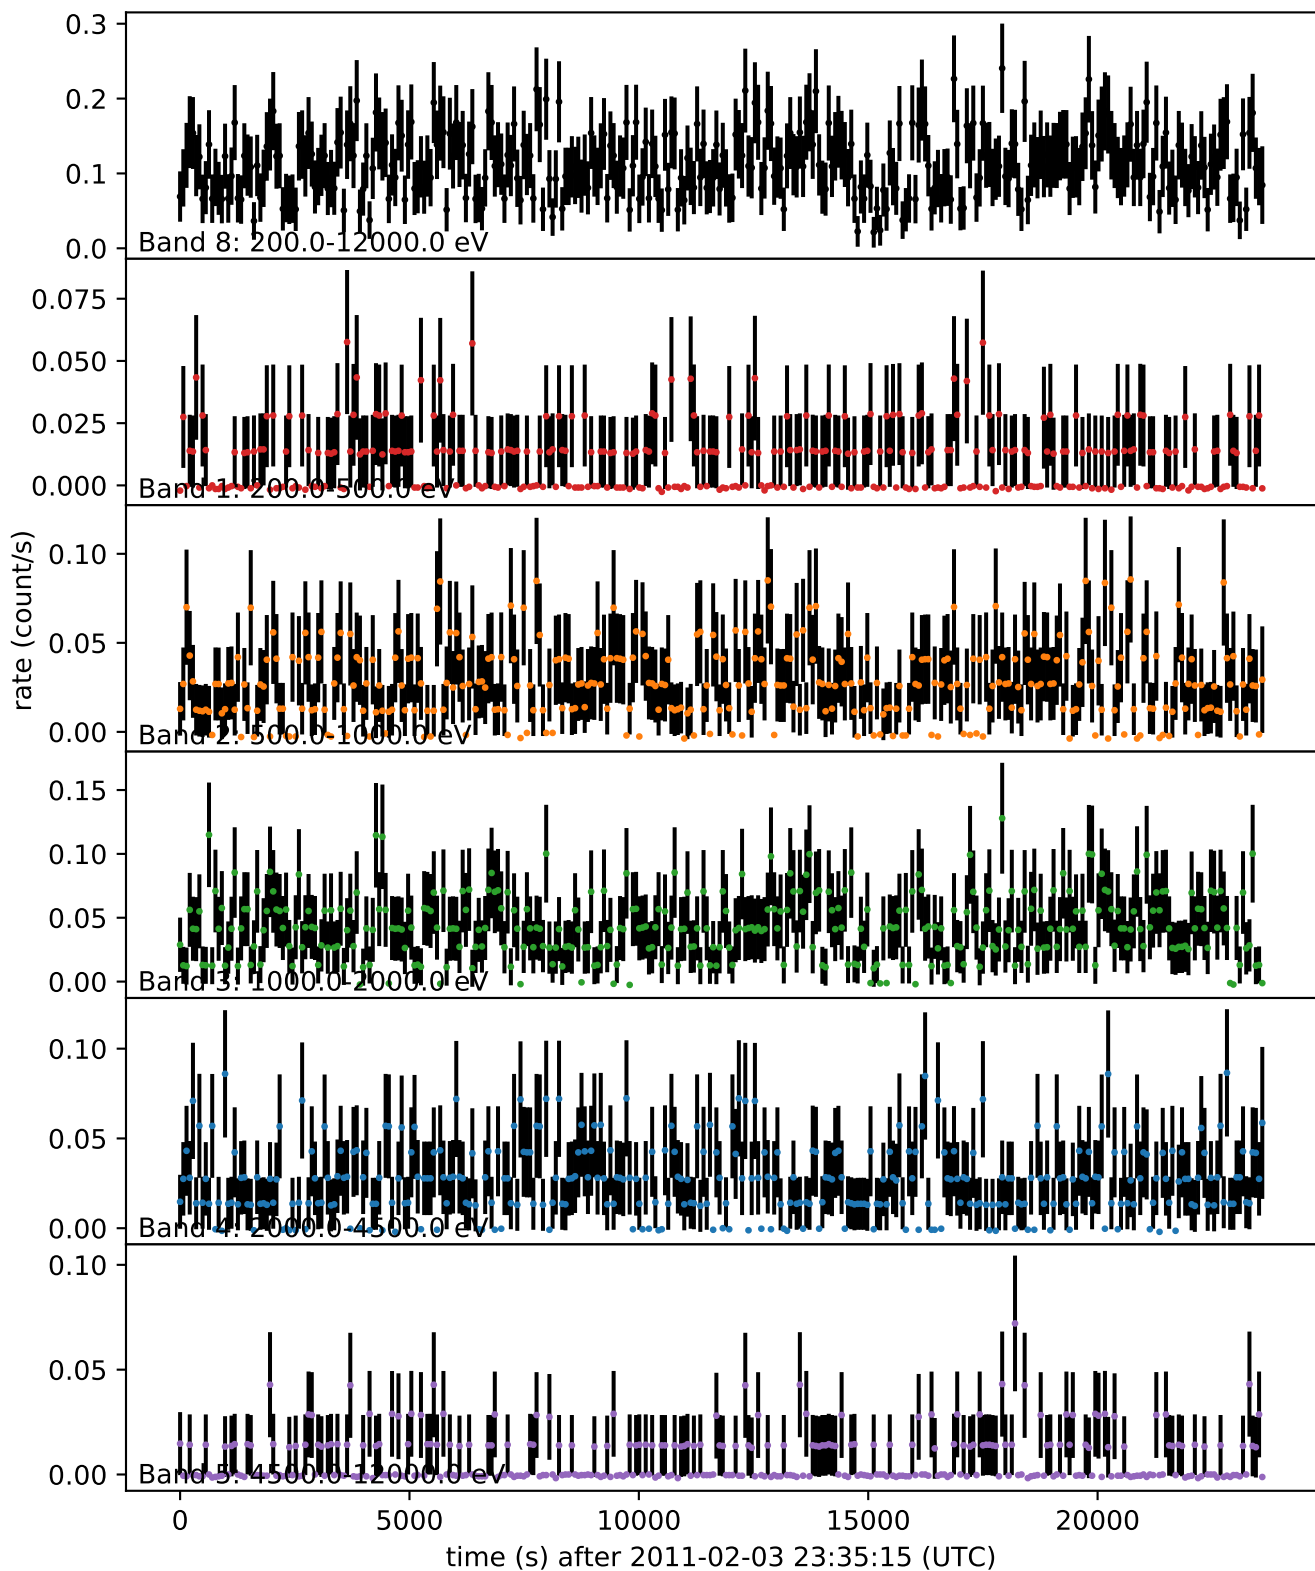 0.3
0.2
0.1
0.0
Band 8: 200.0-12000.0 eV
0.075
0.050
0.025
0.000
Band 1: 200.0-500.0 eV
rate (count/s)
0.10
0.05
0.00
Band 2: 500.0-1000.0 eV
0.15
0.10
0.05
0.00
Band 3: 1000.0-2000.0 eV
0.10
0.05
0.00
Band 4: 2000.0-4500.0 eV
0.10
0.05
0.00
Band 5: 4500.0-12000.0 eV
0 5000 10000 15000 20000
time (s) after 2011-02-03 23:35:15 (UTC)